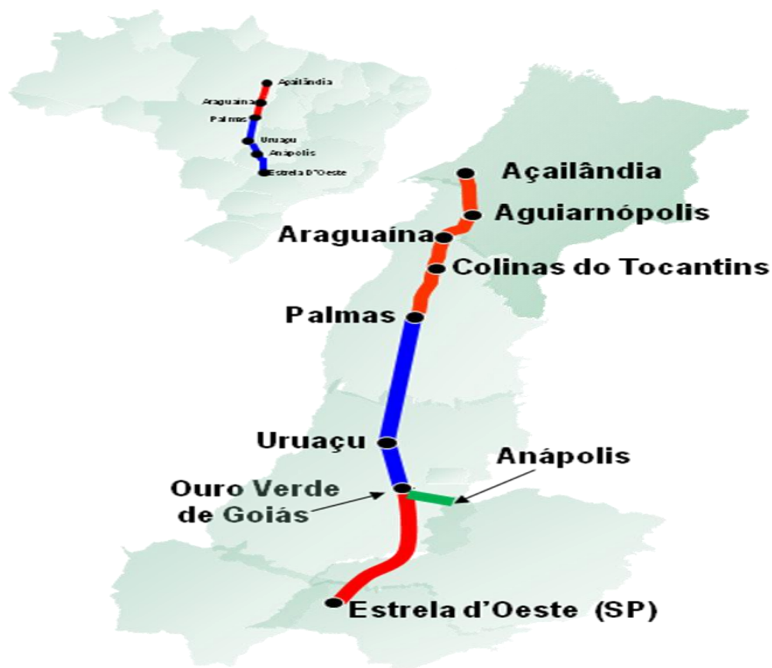 Açailândia
Araguaína
Palmas
Uruaçu
Anápolis
Estrela D'Oeste
Açailândia
Aguiarnópolis
Araguaína
Colinas do Tocantins
Palmas
Uruaçu
Anápolis
Ouro Verde
de Goiás
Estrela d'Oeste (SP)